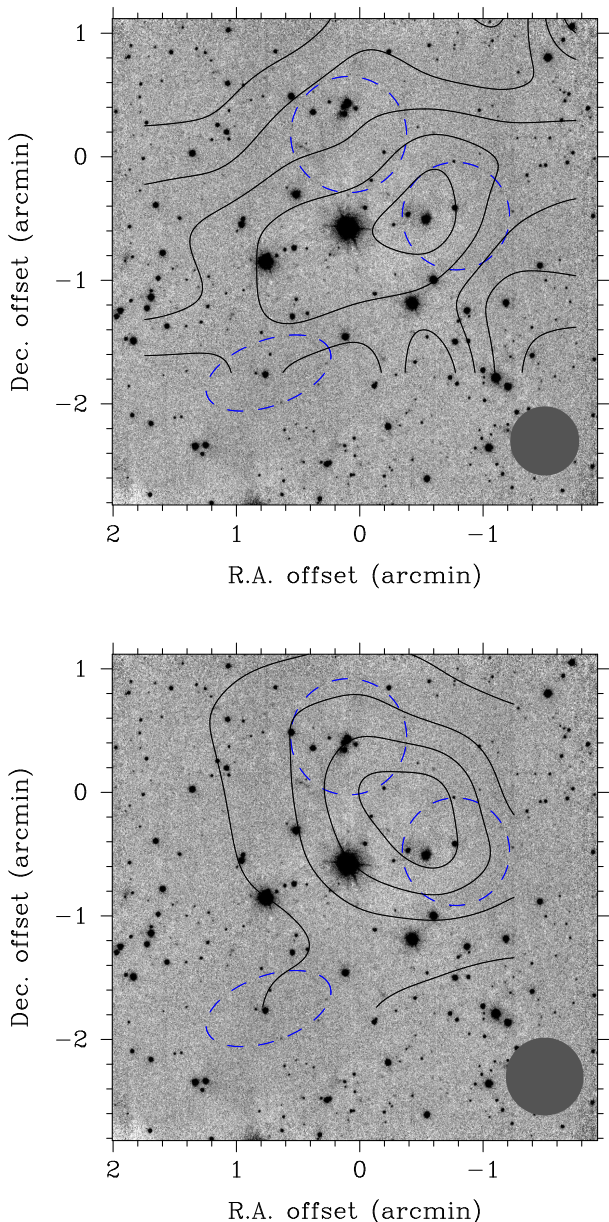 1
0
−1
−2
Dec. offset (arcmin)
2 1 0 −1
R.A. offset (arcmin)
1
0
−1
−2
Dec. offset (arcmin)
2 1 0 −1
R.A. offset (arcmin)